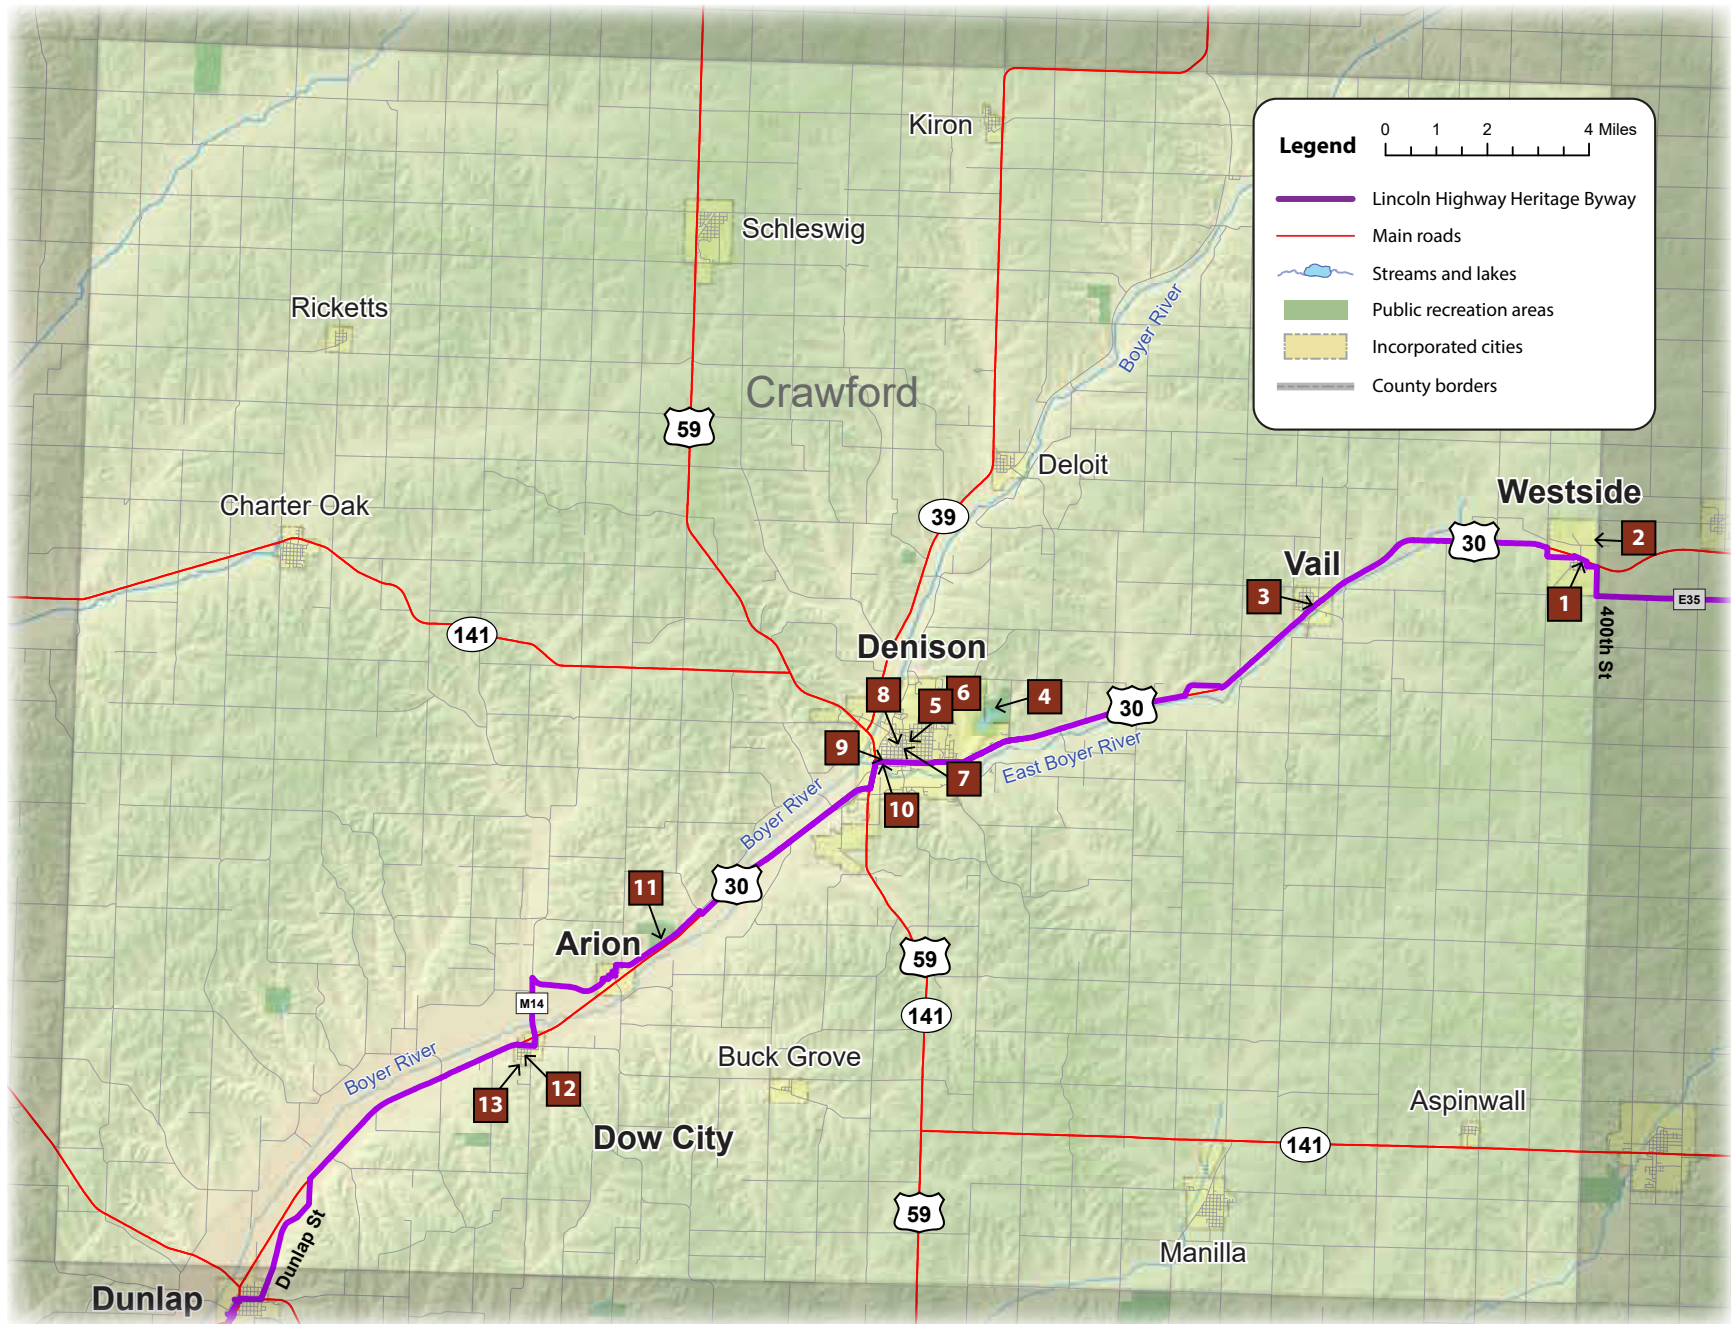 Kiron
Legend
0 1 2 4 Miles
Lincoln Highway Heritage Byway
Main roads
Streams and lakes
Public recreation areas
Incorporated cities
County borders
Schleswig
Ricketts
Boyer River
Crawford
59
Deloit
Charter Oak
39
Westside
30
2
Vail
3
1
E35
400th St
141
Denison
8
5
6
4
30
9
7
East Boyer River
10
Boyer River
11
30
Arion
59
M14
141
Boyer River
Buck Grove
13
12
Aspinwall
Dow City
141
59
Dunlap St
Manilla
Dunlap